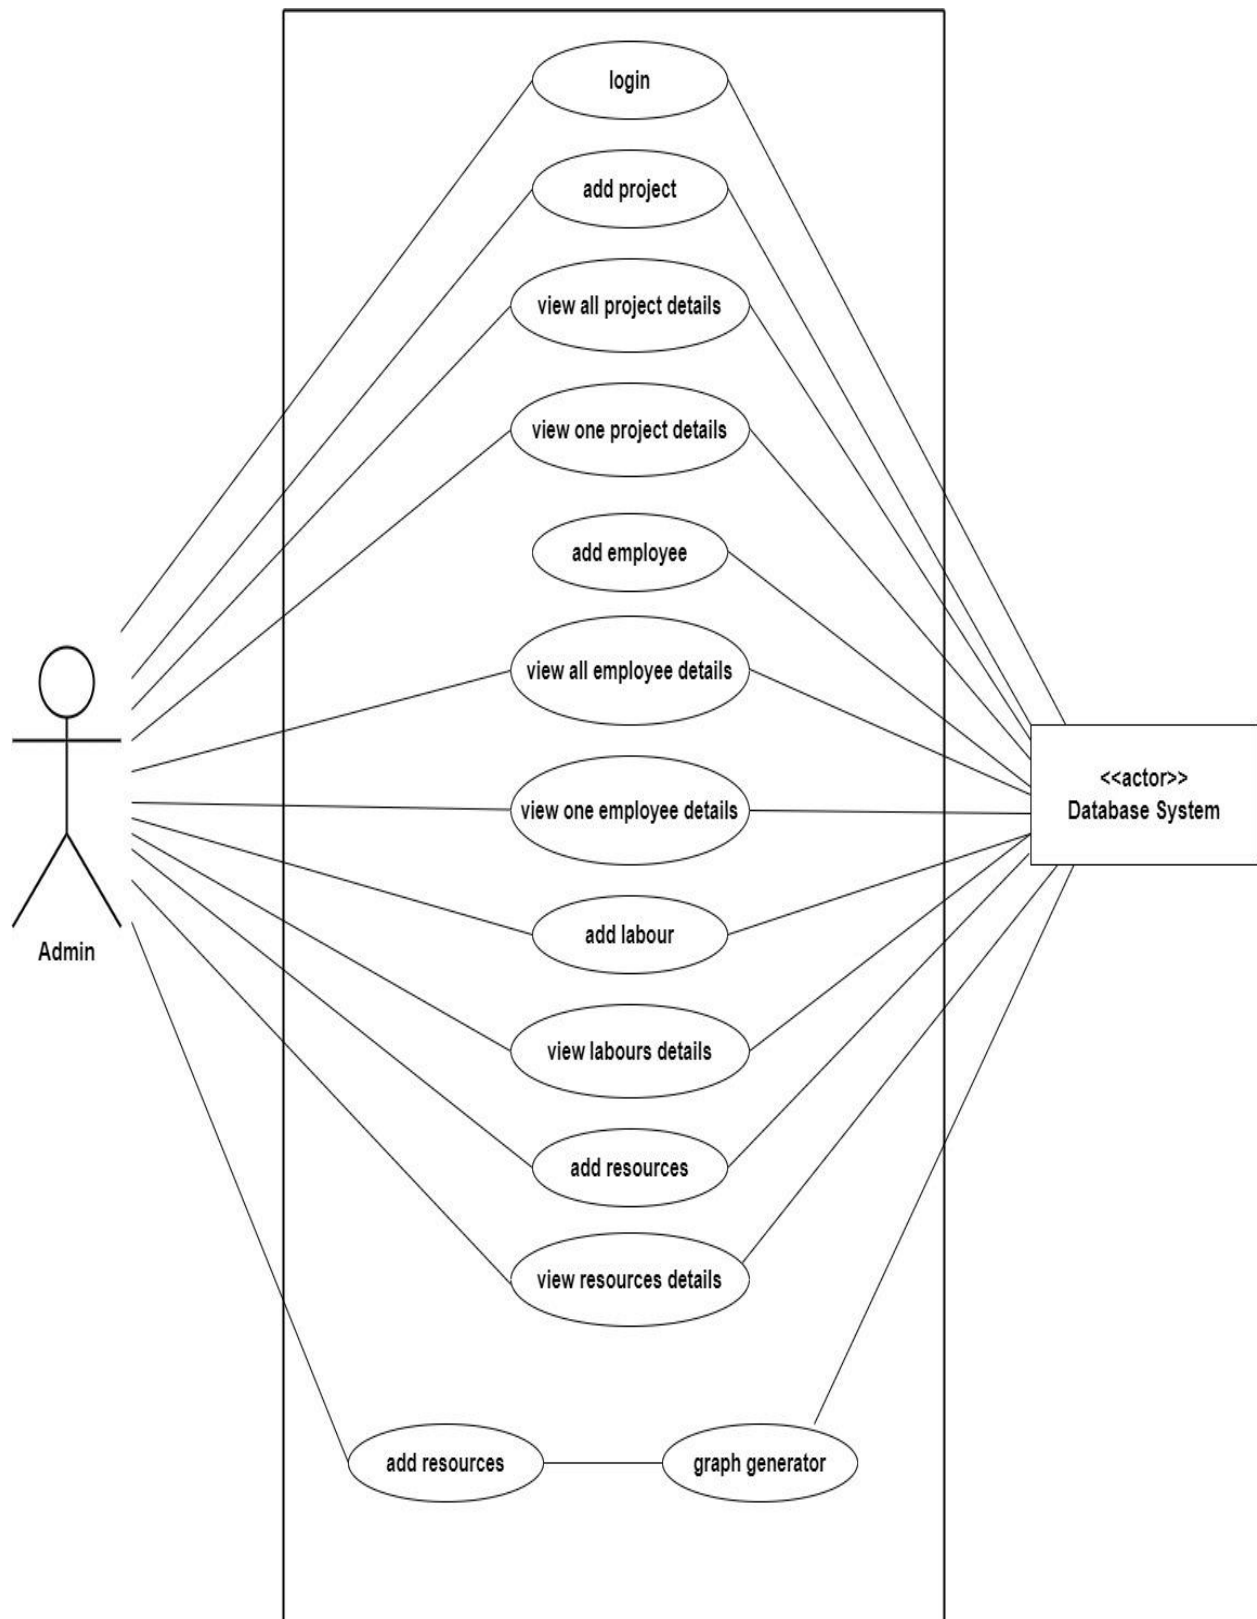 login
add project
view all project details
view one project details
add employee
view all employee details
<<actor>>
Database System
view one employee details
add labour
Admin
view labours details
add resources
view resources details
add resources
graph generator